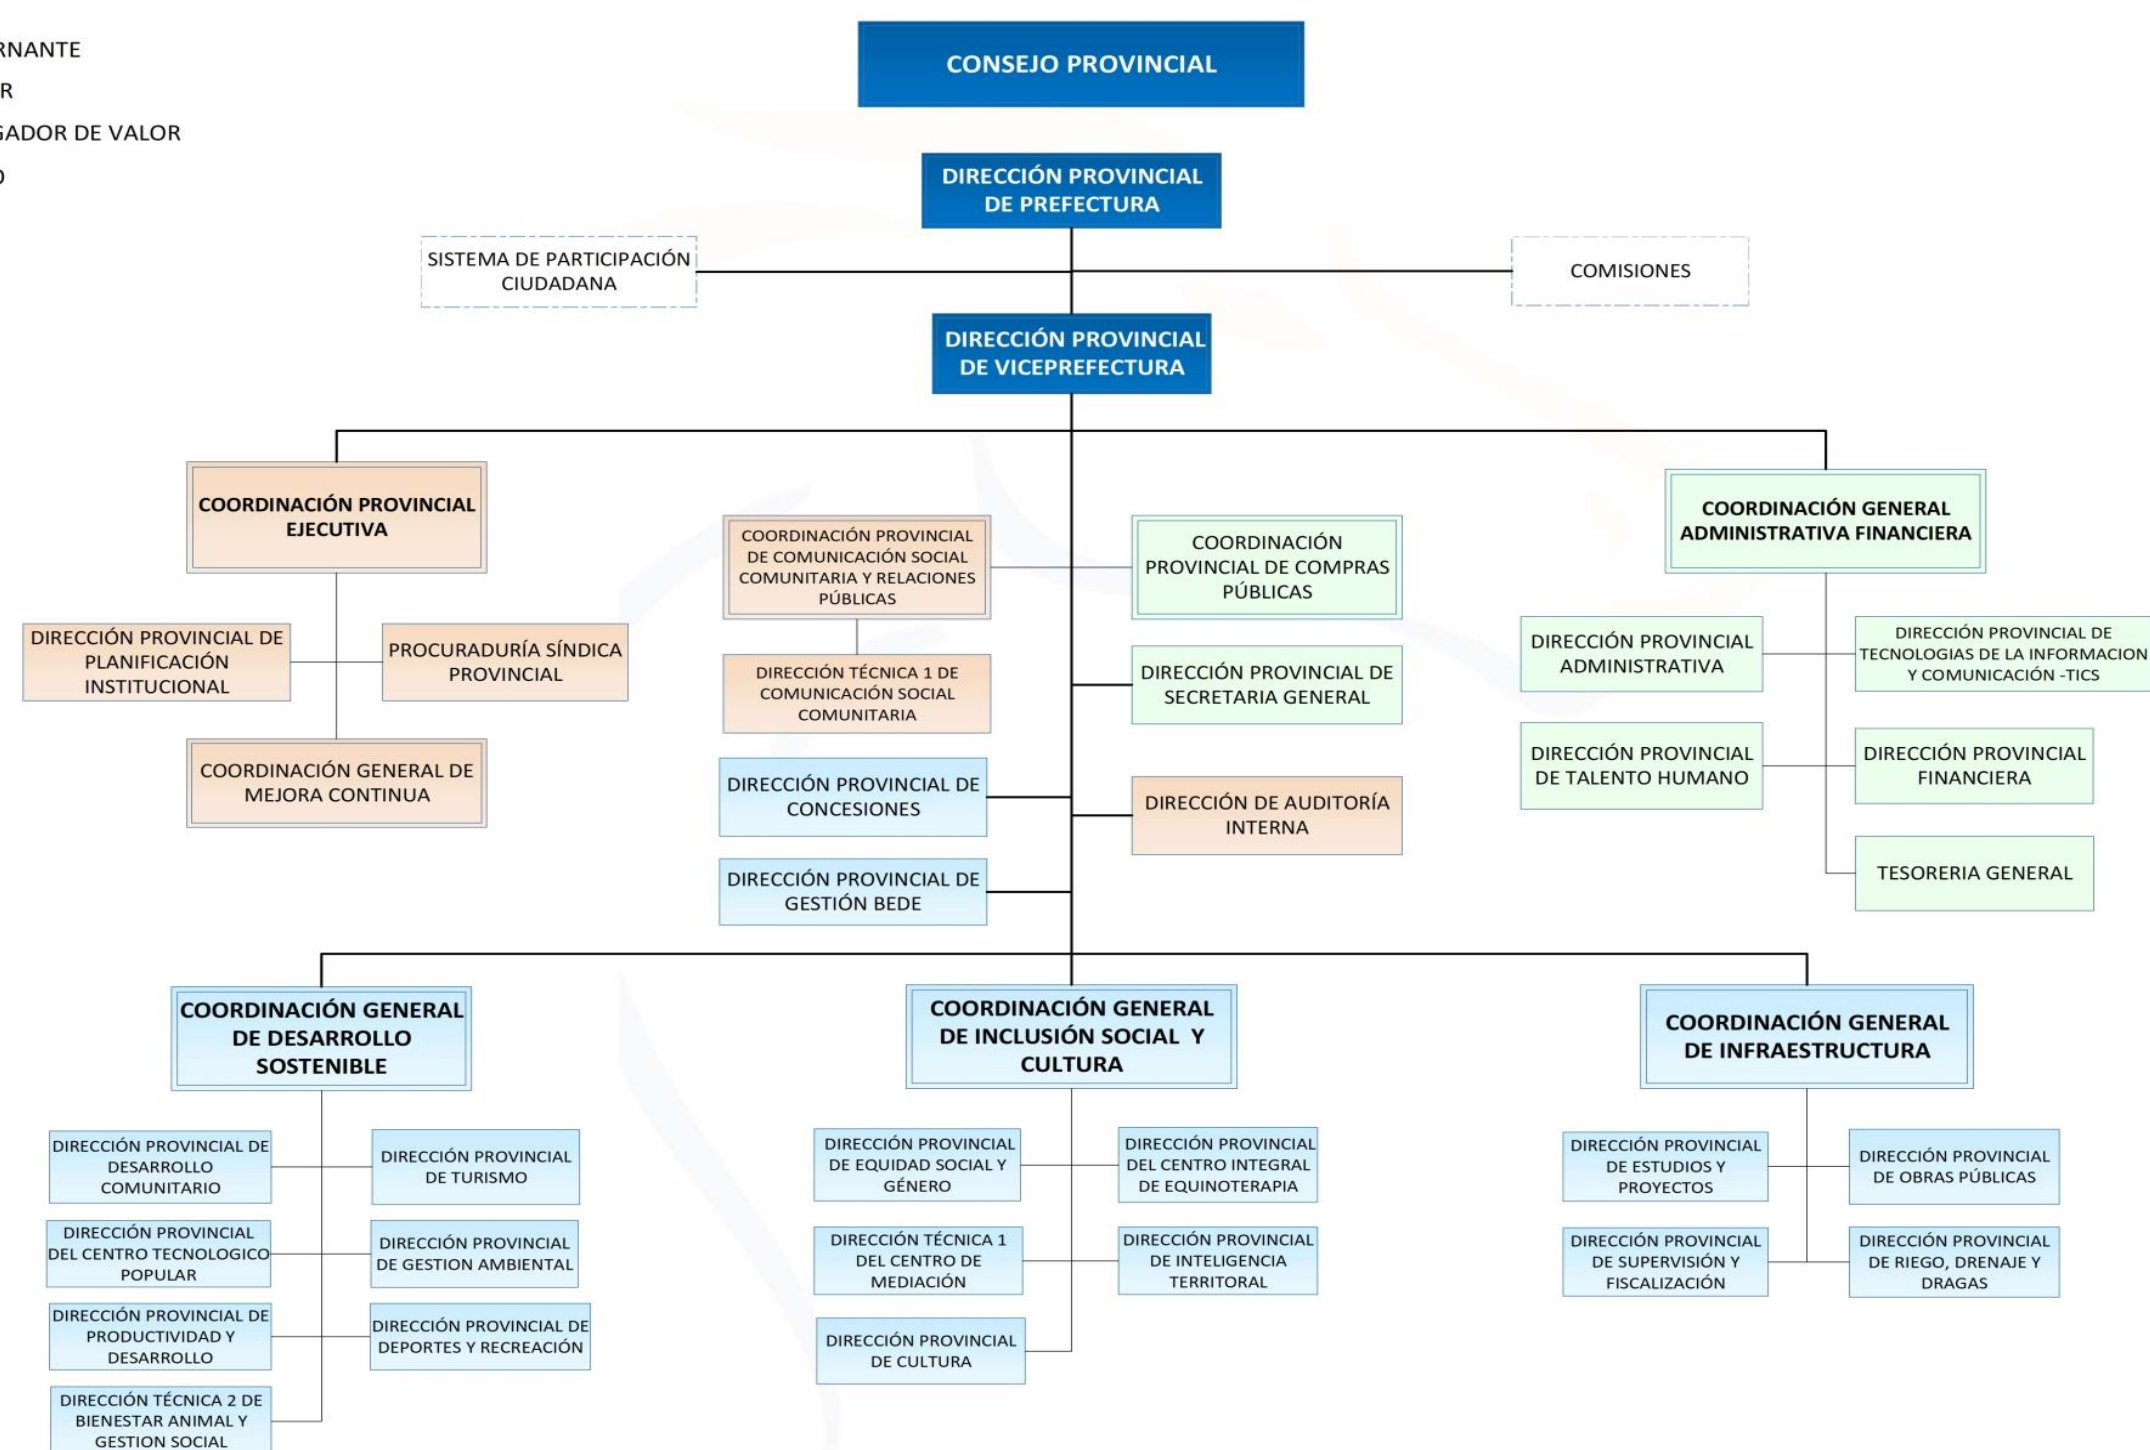 CONSEJO PROVINCIAL
GADOR DE VALOR
DIRECCIÓN PROVINCIAL
DE PREFECTURA
SISTEMA DE PARTICIPACIÓN
CIUDADANA
COMISIONES
DIRECCIÓN PROVINCIAL
DE VICEPREFECTURA
COORDINACIÓN PROVINCIAL
EJECUTIVA
DIRECCIÓN PROVINCIAL DE
PLANIFICACIÓN
INSTITUCIONAL
PROCURADURÍA SÍNDICA
PROVINCIAL
COORDINACIÓN GENERAL DE
MEJORA CONTINUA
COORDINACIÓN PROVINCIAL
DE COMUNICACIÓN SOCIAL
COMUNITARIA Y RELACIONES
PÚBLICAS
DIRECCIÓN TÉCNICA 1 DE
COMUNICACIÓN SOCIAL
COMUNITARIA
DIRECCIÓN PROVINCIAL DE
CONCESIONES
DIRECCIÓN PROVINCIAL DE
GESTIÓN BEDE
COORDINACIÓN
PROVINCIAL DE COMPRAS
PÚBLICAS
DIRECCIÓN PROVINCIAL DE
SECRETARIA GENERAL
DIRECCIÓN DE AUDITORÍA
INTERNA
COORDINACIÓN GENERAL
ADMINISTRATIVA FINANCIERA
DIRECCIÓN PROVINCIAL
ADMINISTRATIVA
DIRECCIÓN PROVINCIAL DE
TECNOLOGIAS DE LA INFORMACION
Y COMUNICACIÓN -TICS
DIRECCIÓN PROVINCIAL
DE TALENTO HUMANO
DIRECCIÓN PROVINCIAL
FINANCIERA
TESORERIA GENERAL
COORDINACIÓN GENERAL
DE DESARROLLO
SOSTENIBLE
DIRECCIÓN PROVINCIAL DE
DESARROLLO
COMUNITARIO
DIRECCIÓN PROVINCIAL
DE TURISMO
DIRECCIÓN PROVINCIAL
DEL CENTRO TECNOLOGICO
POPULAR
DIRECCIÓN PROVINCIAL
DE GESTION AMBIENTAL
DIRECCIÓN PROVINCIAL DE
PRODUCTIVIDAD Y
DESARROLLO
DIRECCIÓN PROVINCIAL DE
DEPORTES Y RECREACIÓN
DIRECCIÓN TÉCNICA 2 DE
BIENESTAR ANIMAL Y
GESTION SOCIAL
COORDINACIÓN GENERAL
DE INCLUSIÓN SOCIAL Y
CULTURA
DIRECCIÓN PROVINCIAL
DE EQUIDAD SOCIAL Y
GÉNERO
DIRECCIÓN PROVINCIAL
DEL CENTRO INTEGRAL
DE EQUINOTERAPIA
DIRECCIÓN TÉCNICA 1
DEL CENTRO DE
MEDIACIÓN
DIRECCIÓN PROVINCIAL
DE INTELIGENCIA
TERRITORAL
DIRECCIÓN PROVINCIAL
DE CULTURA
COORDINACIÓN GENERAL
DE INFRAESTRUCTURA
DIRECCIÓN PROVINCIAL
DE ESTUDIOS Y
PROYECTOS
DIRECCIÓN PROVINCIAL
DE OBRAS PÚBLICAS
DIRECCIÓN PROVINCIAL
DE SUPERVISIÓN Y
FISCALIZACIÓN
DIRECCIÓN PROVINCIAL
DE RIEGO, DRENAJE Y
DRAGAS